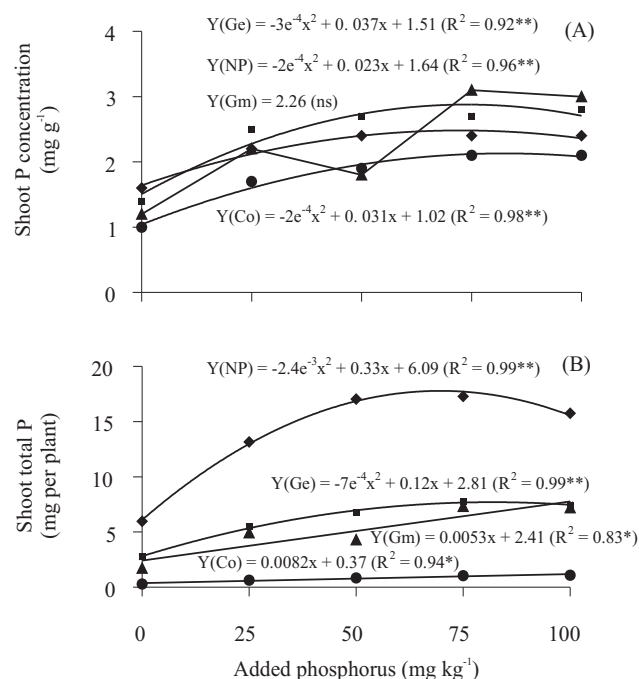 Y(Ge) = -3e⁻⁴x² + 0. 037x + 1.51 (R² = 0.92**)
(A)
Y(NP) = -2e⁻⁴x² + 0.023x + 1.64 (R² = 0.96**)
Y(Gm) = 2.26 (ns)
Y(Co) = -2e⁻⁴x² + 0.031x + 1.02 (R² = 0.98**)
Shoot P concentration
(mg g⁻¹)
4
3
2
1
0
Y(NP) = -2.4e⁻³x² + 0.33x + 6.09 (R² = 0.99**)
(B)
Y(Ge) = -7e⁻⁴x² + 0.12x + 2.81 (R² = 0.99**)
Y(Gm) = 0.0053x + 2.41 (R² = 0.83*)
Y(Co) = 0.0082x + 0.37 (R² = 0.94*)
Shoot total P
(mg per plant)
20
15
10
5
0
0 25 50 75 100
Added phosphorus (mg kg⁻¹)